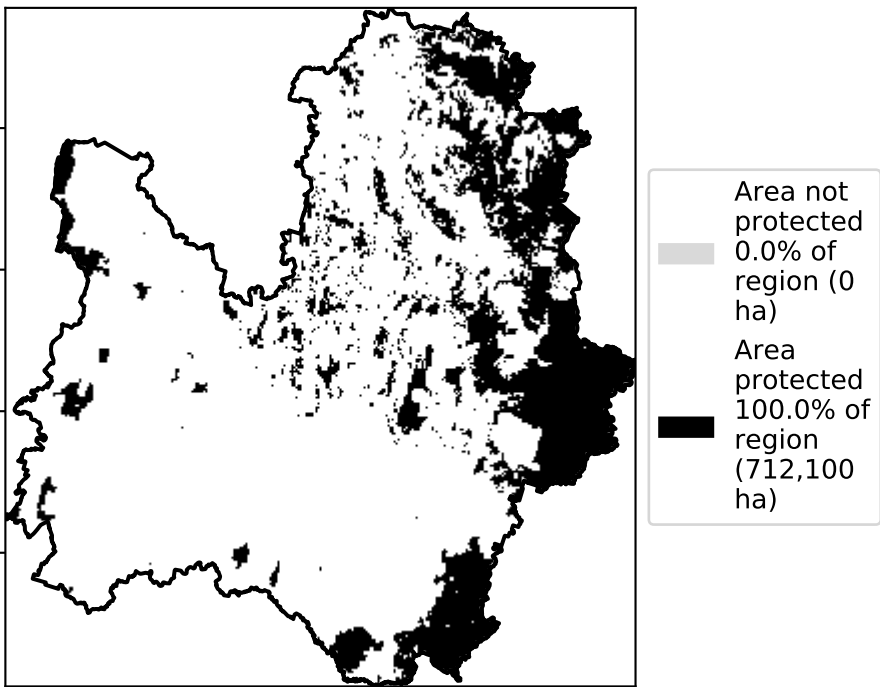 Area not
protected
0.0% of
region (0
ha)
Area
protected
100.0% of
region
(712,100
ha)